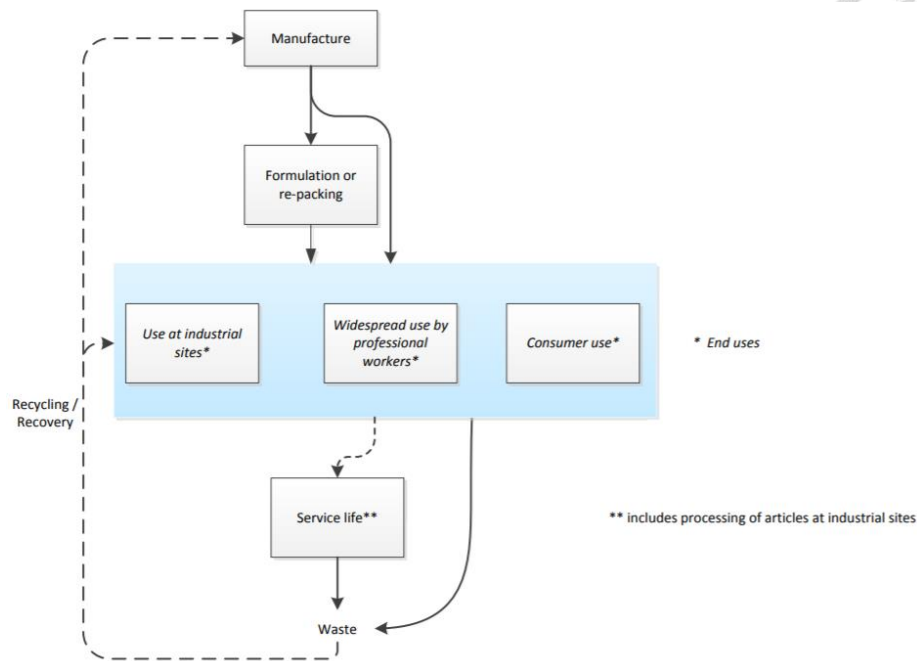 Manufacture
Formulation or
re-packing
Use at industrial
sites*
Widespread use by
professional
workers*
Consumer use*
* End uses
Recycling /
Recovery
Service life**
** includes processing of articles at industrial sites
Waste